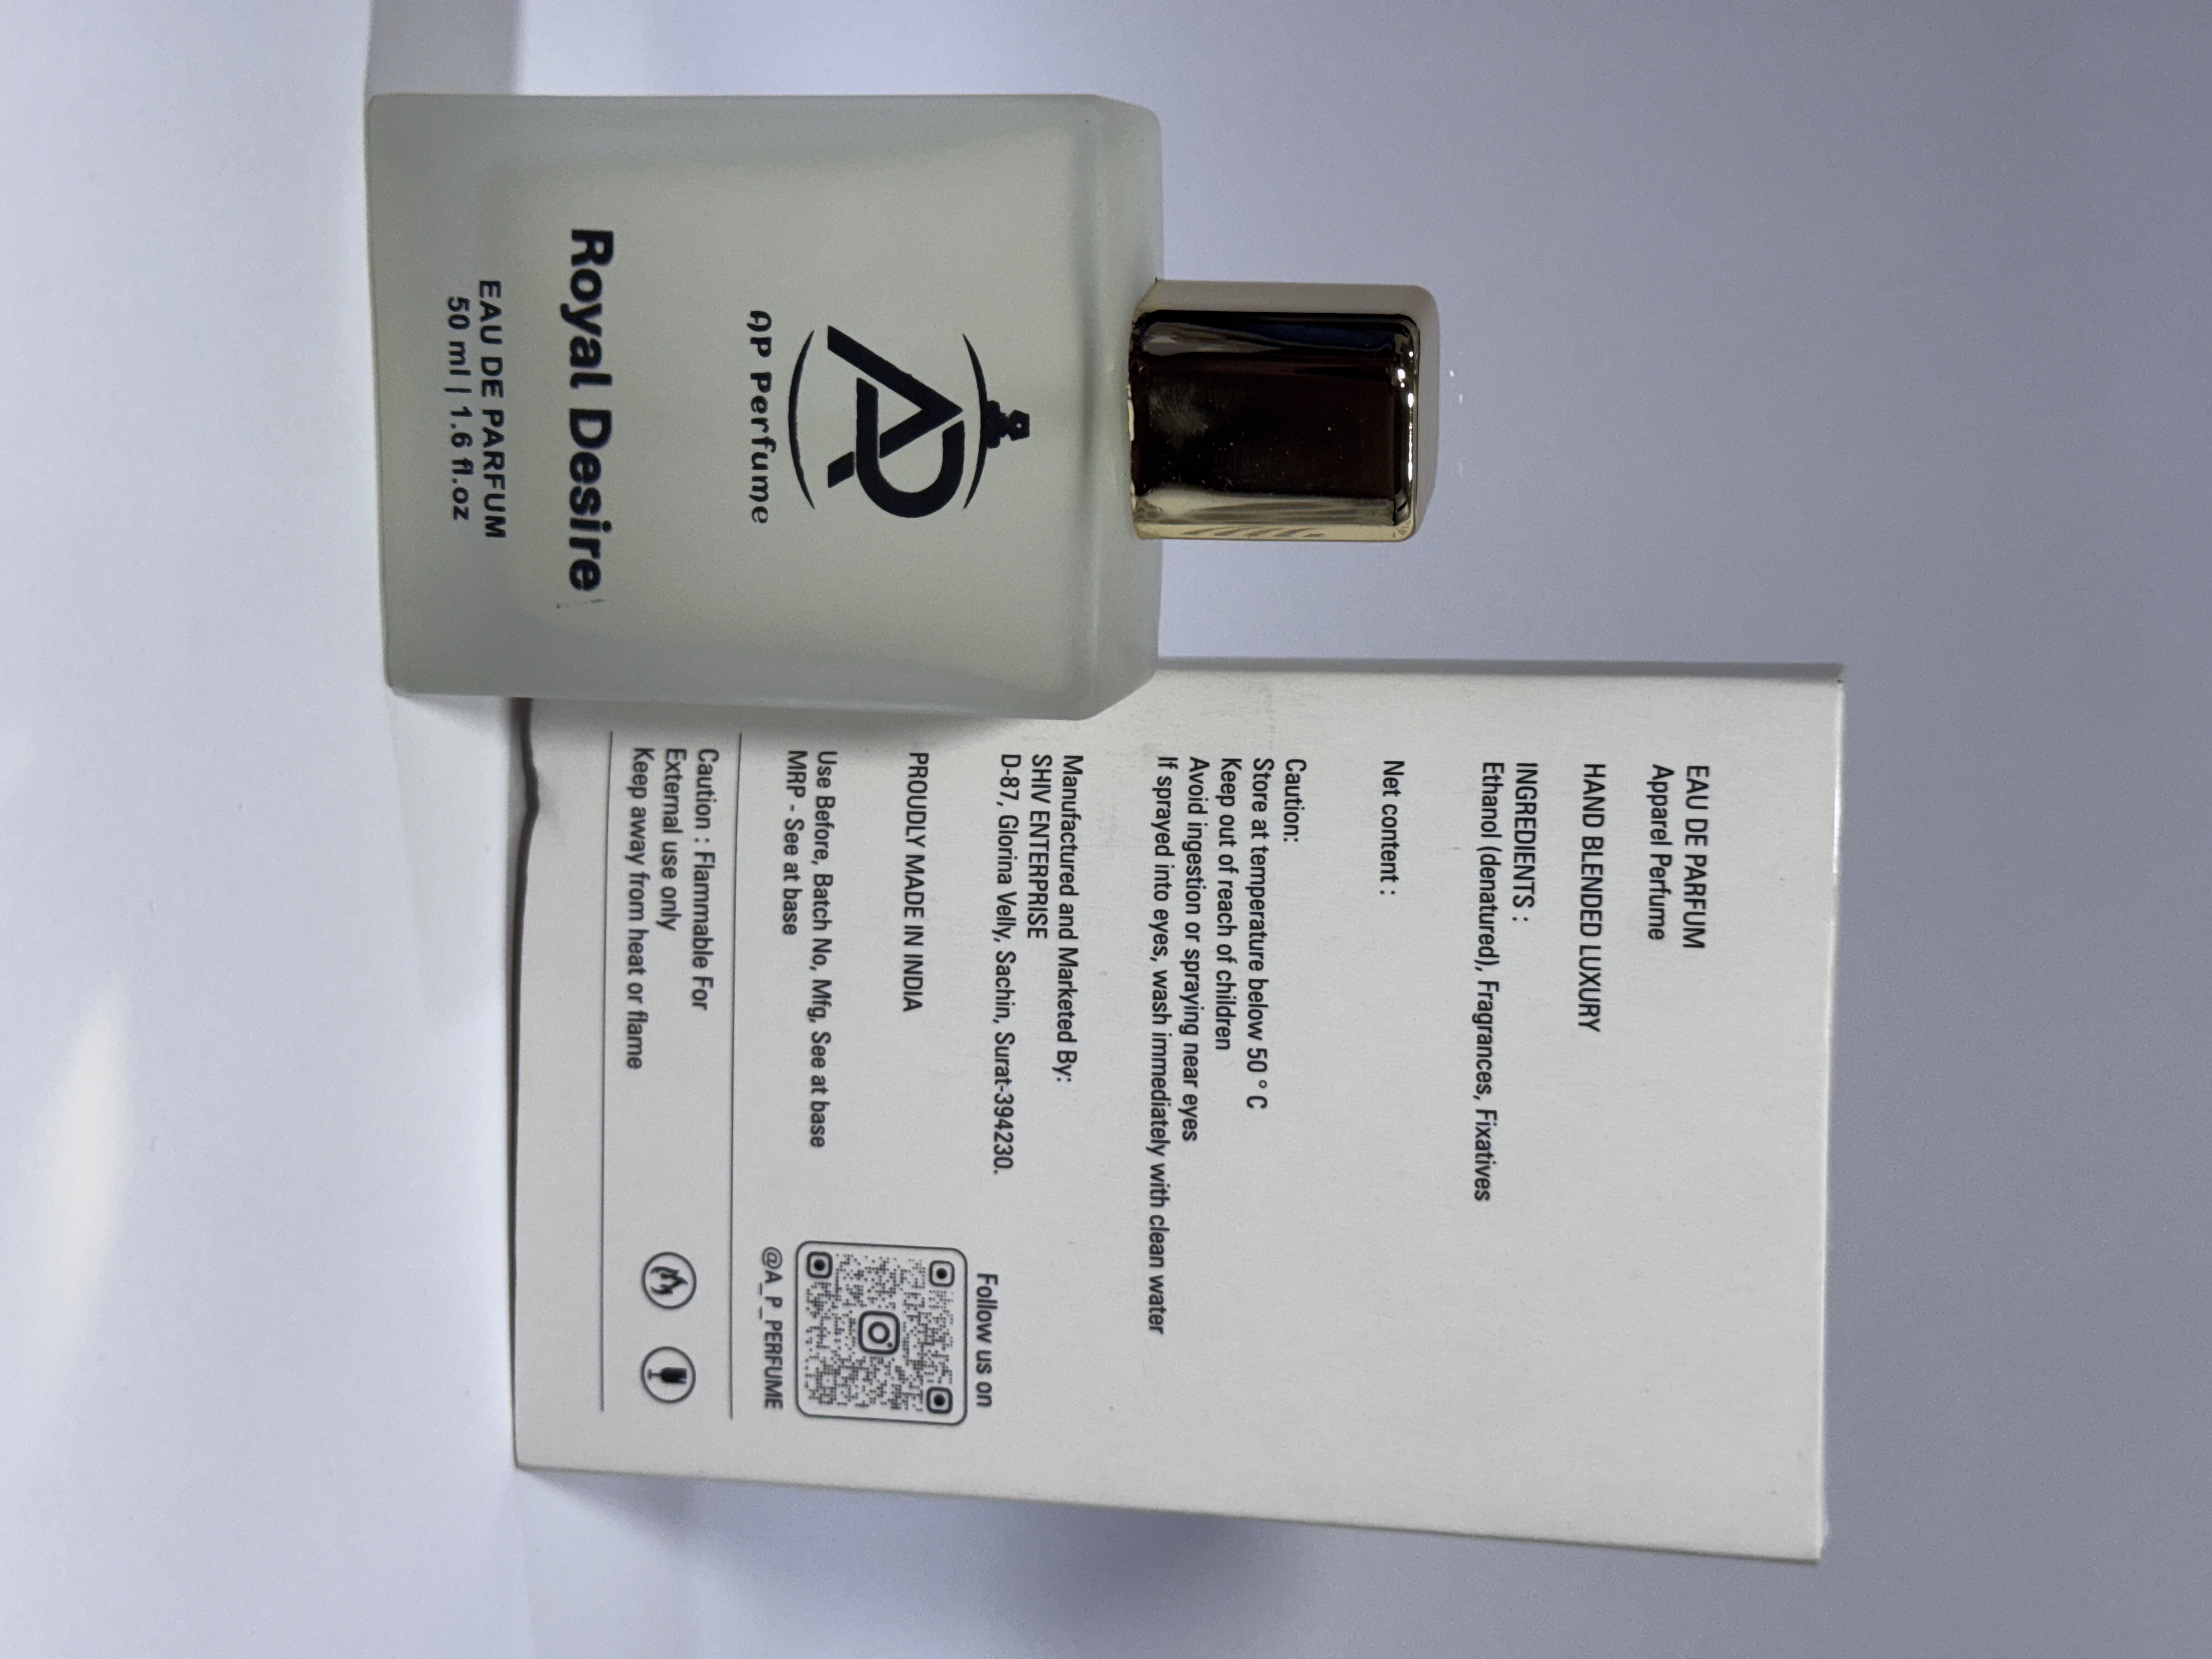 AP Perfume
Royal Desire
EAU DE PARFUM
50 ml | 1.6 fl.oz
EAU DE PARFUM
Apparel Perfume
HAND BLENDED LUXURY
INGREDIENTS :
Ethanol (denatured), Fragrances, Fixatives
Net content :
Caution:
Store at temperature below 50 ° C
Keep out of reach of children
Avoid ingestion or spraying near eyes
If sprayed into eyes, wash immediately with clean water
Manufactured and Marketed By:
SHIV ENTERPRISE
D-87, Glorina Velly, Sachin, Surat-394230.
PROUDLY MADE IN INDIA
Use Before, Batch No, Mfg, See at base
MRP - See at base
Follow us on
@A_P_PERFUME
Caution : Flammable For
External use only
Keep away from heat or flame